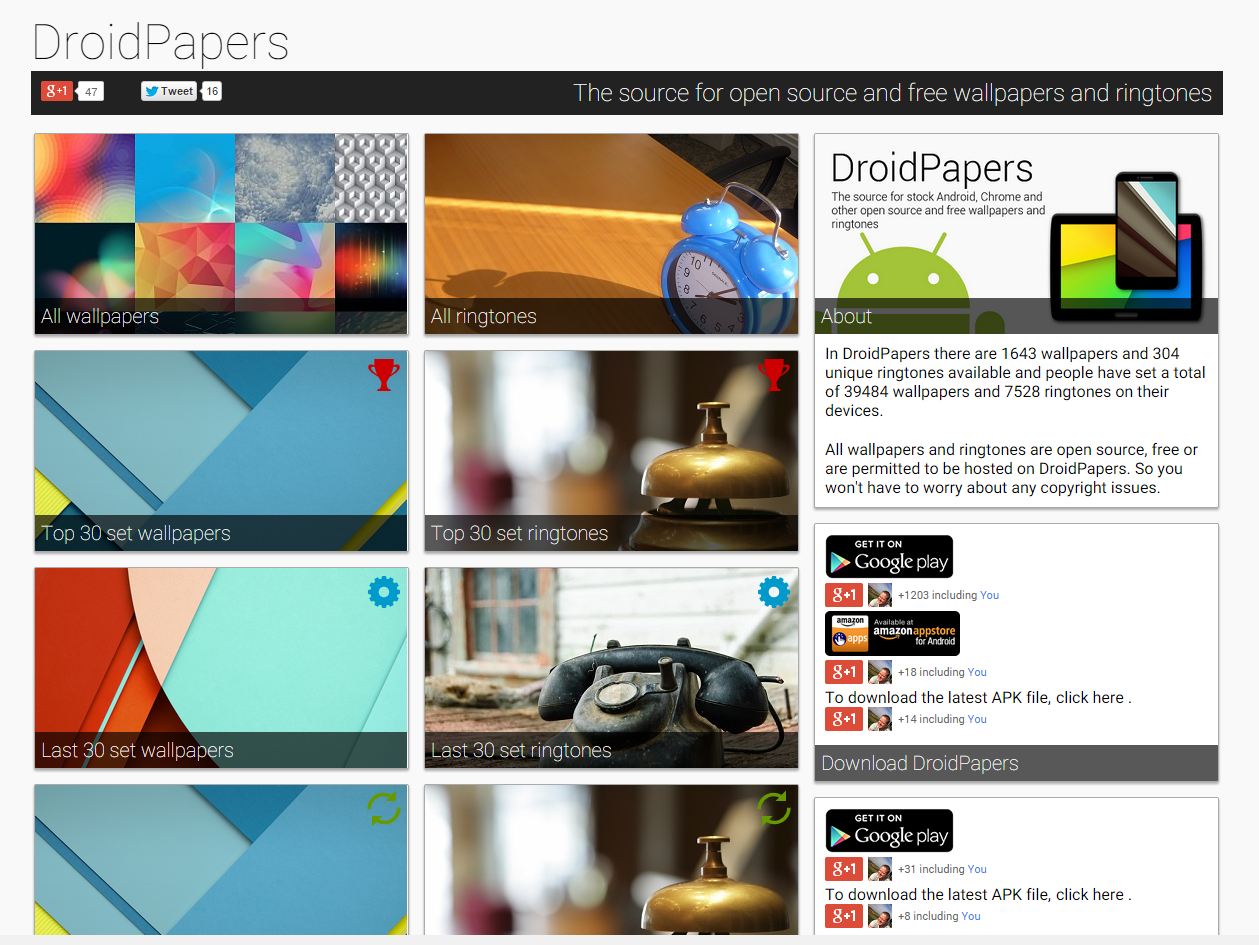 DroidPapers
g+1 47 Tweet 16
The source for open source and free wallpapers and ringtones
All wallpapers
All ringtones
Top 30 set wallpapers
Top 30 set ringtones
Last 30 set wallpapers
Last 30 set ringtones
DroidPapers
The source for stock Android, Chrome and
other open source and free wallpapers and
ringtones
About
In DroidPapers there are 1643 wallpapers and 304
unique ringtones available and people have set a total
of 39484 wallpapers and 7528 ringtones on their
devices.
All wallpapers and ringtones are open source, free or
are permitted to be hosted on DroidPapers. So you
won't have to worry about any copyright issues.
GET IT ON
Google play
g+1 +1203 including You
amazon apps
Available at
amazon appstore
for Android
g+1 +18 including You
To download the latest APK file, click here .
g+1 +14 including You
Download DroidPapers
GET IT ON
Google play
g+1 +31 including You
To download the latest APK file, click here .
g+1 +8 including You